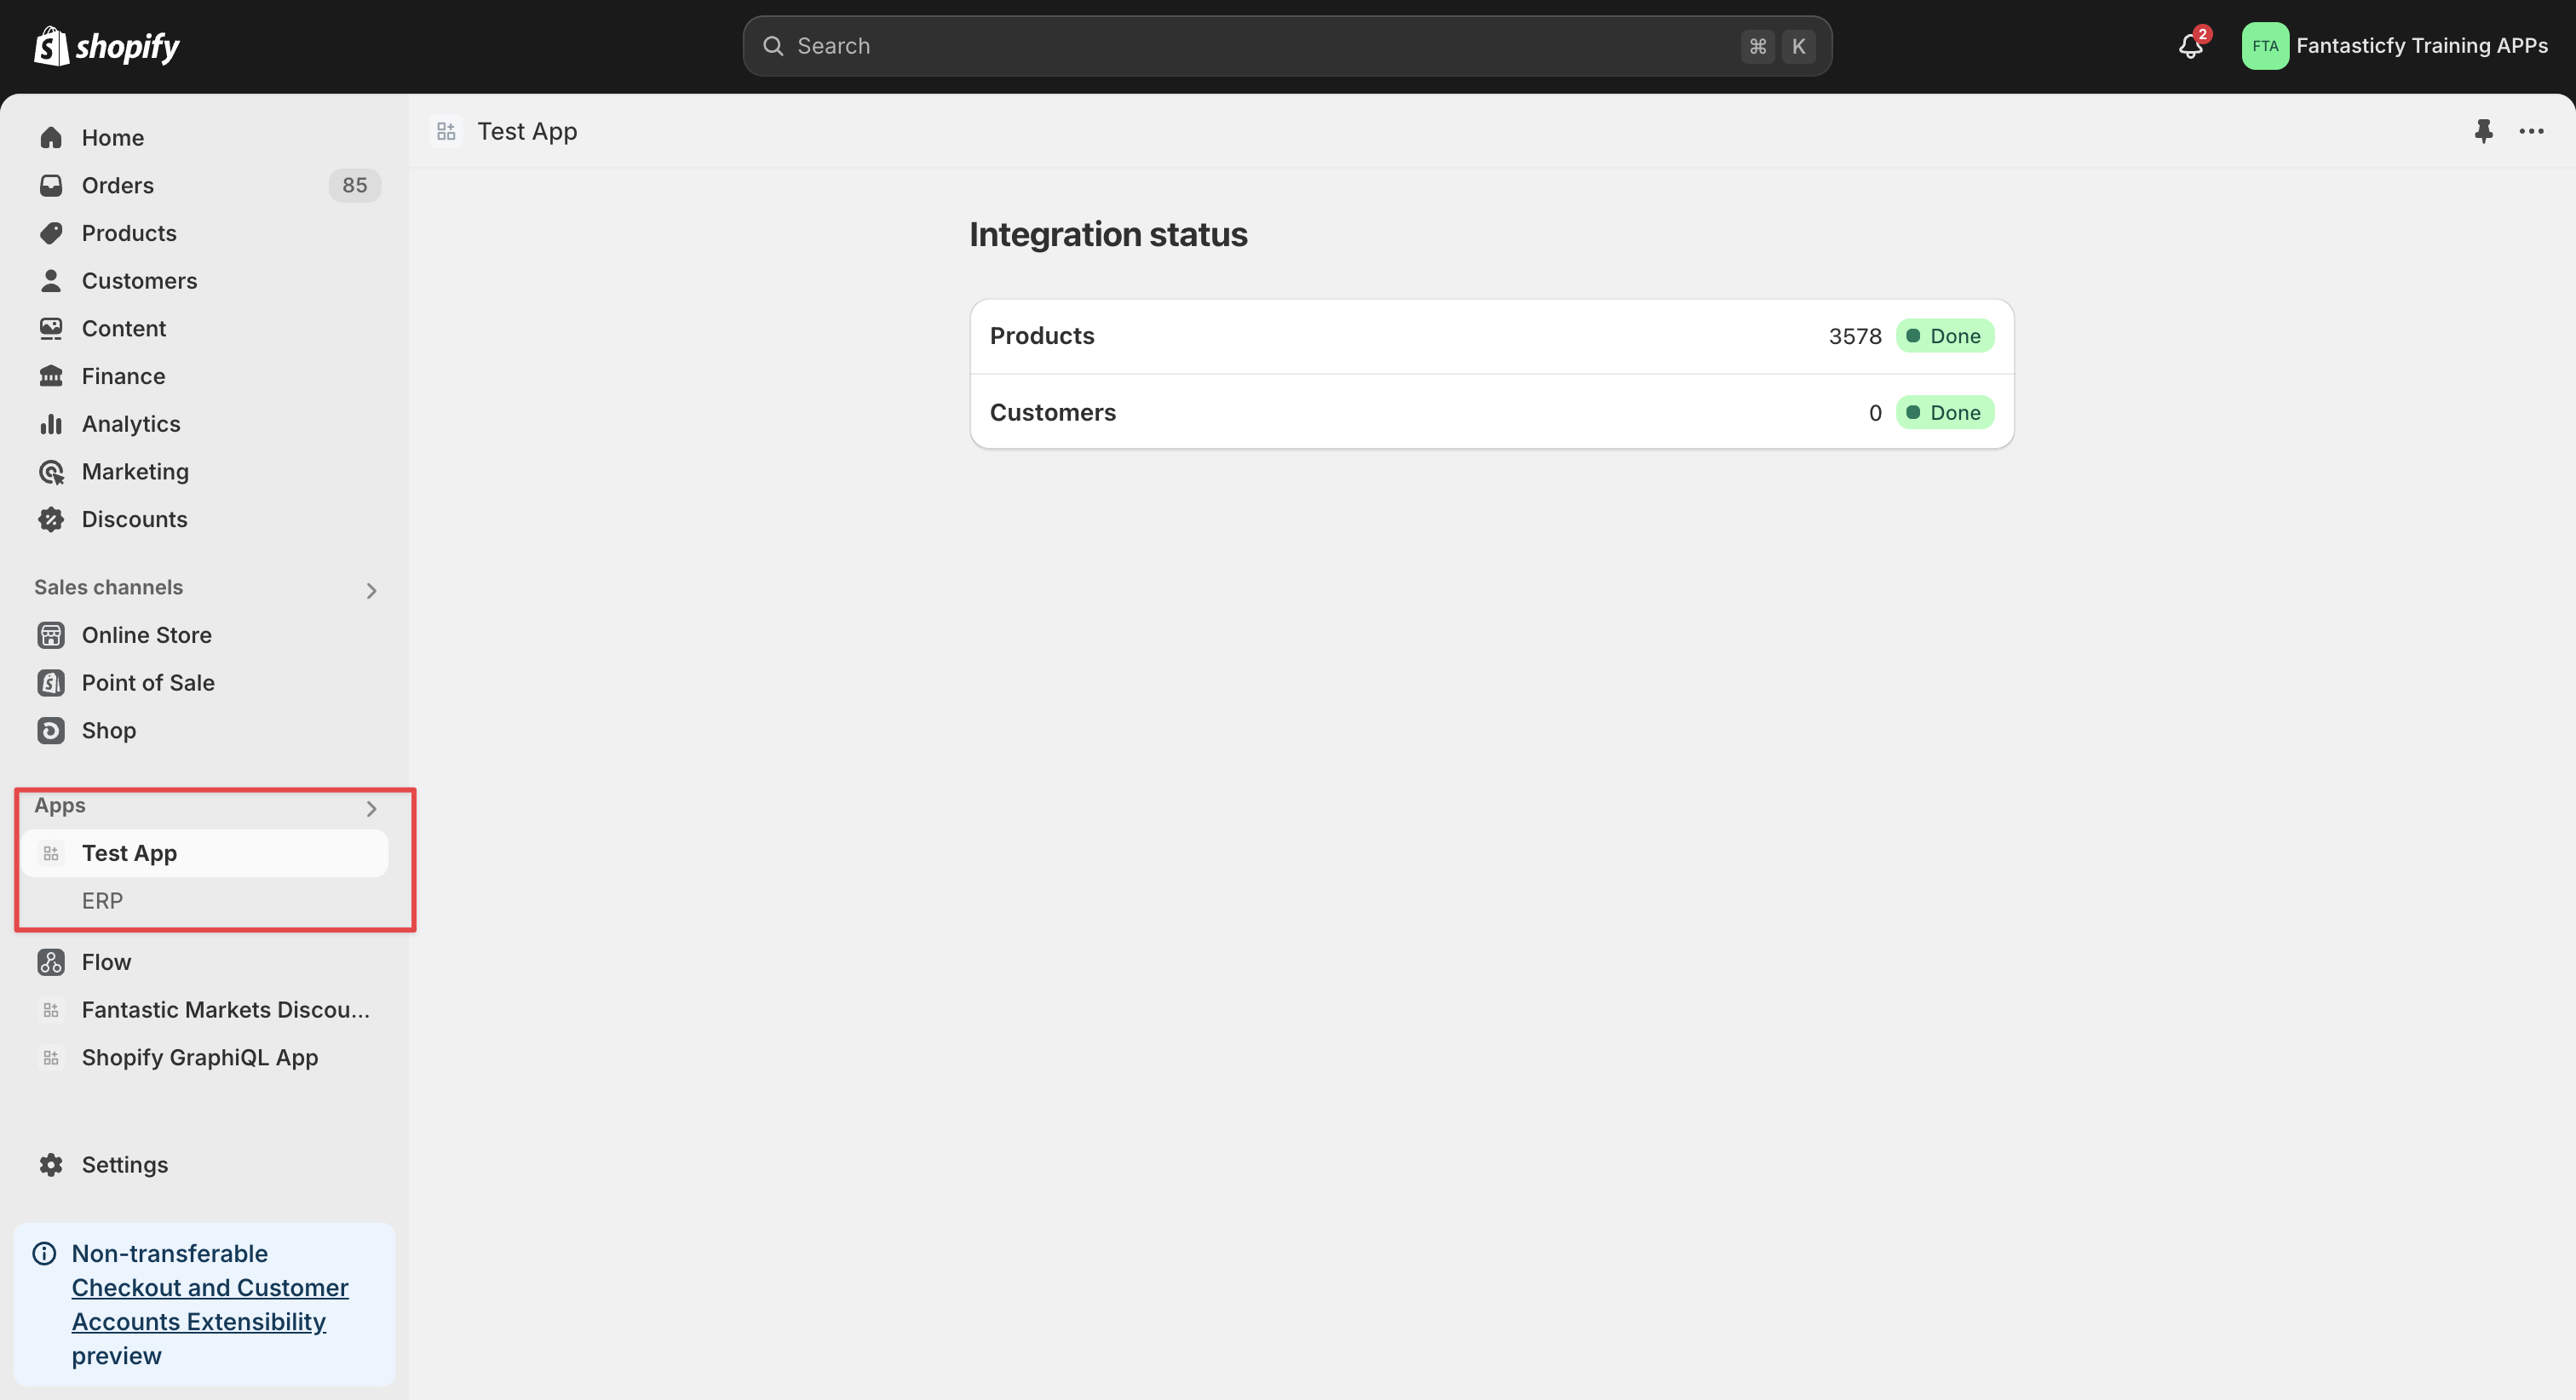 shopify
Search
⌘ K
2
FTA
Fantasticfy Training APPs
Home
Orders 85
Products
Customers
Content
Finance
Analytics
Marketing
Discounts
Sales channels
Online Store
Point of Sale
Shop
Apps
Test App
ERP
Flow
Fantastic Markets Discou...
Shopify GraphiQL App
Settings
Non-transferable
Checkout and Customer
Accounts Extensibility
preview
Test App
Integration status
Products 3578 Done
Customers 0 Done